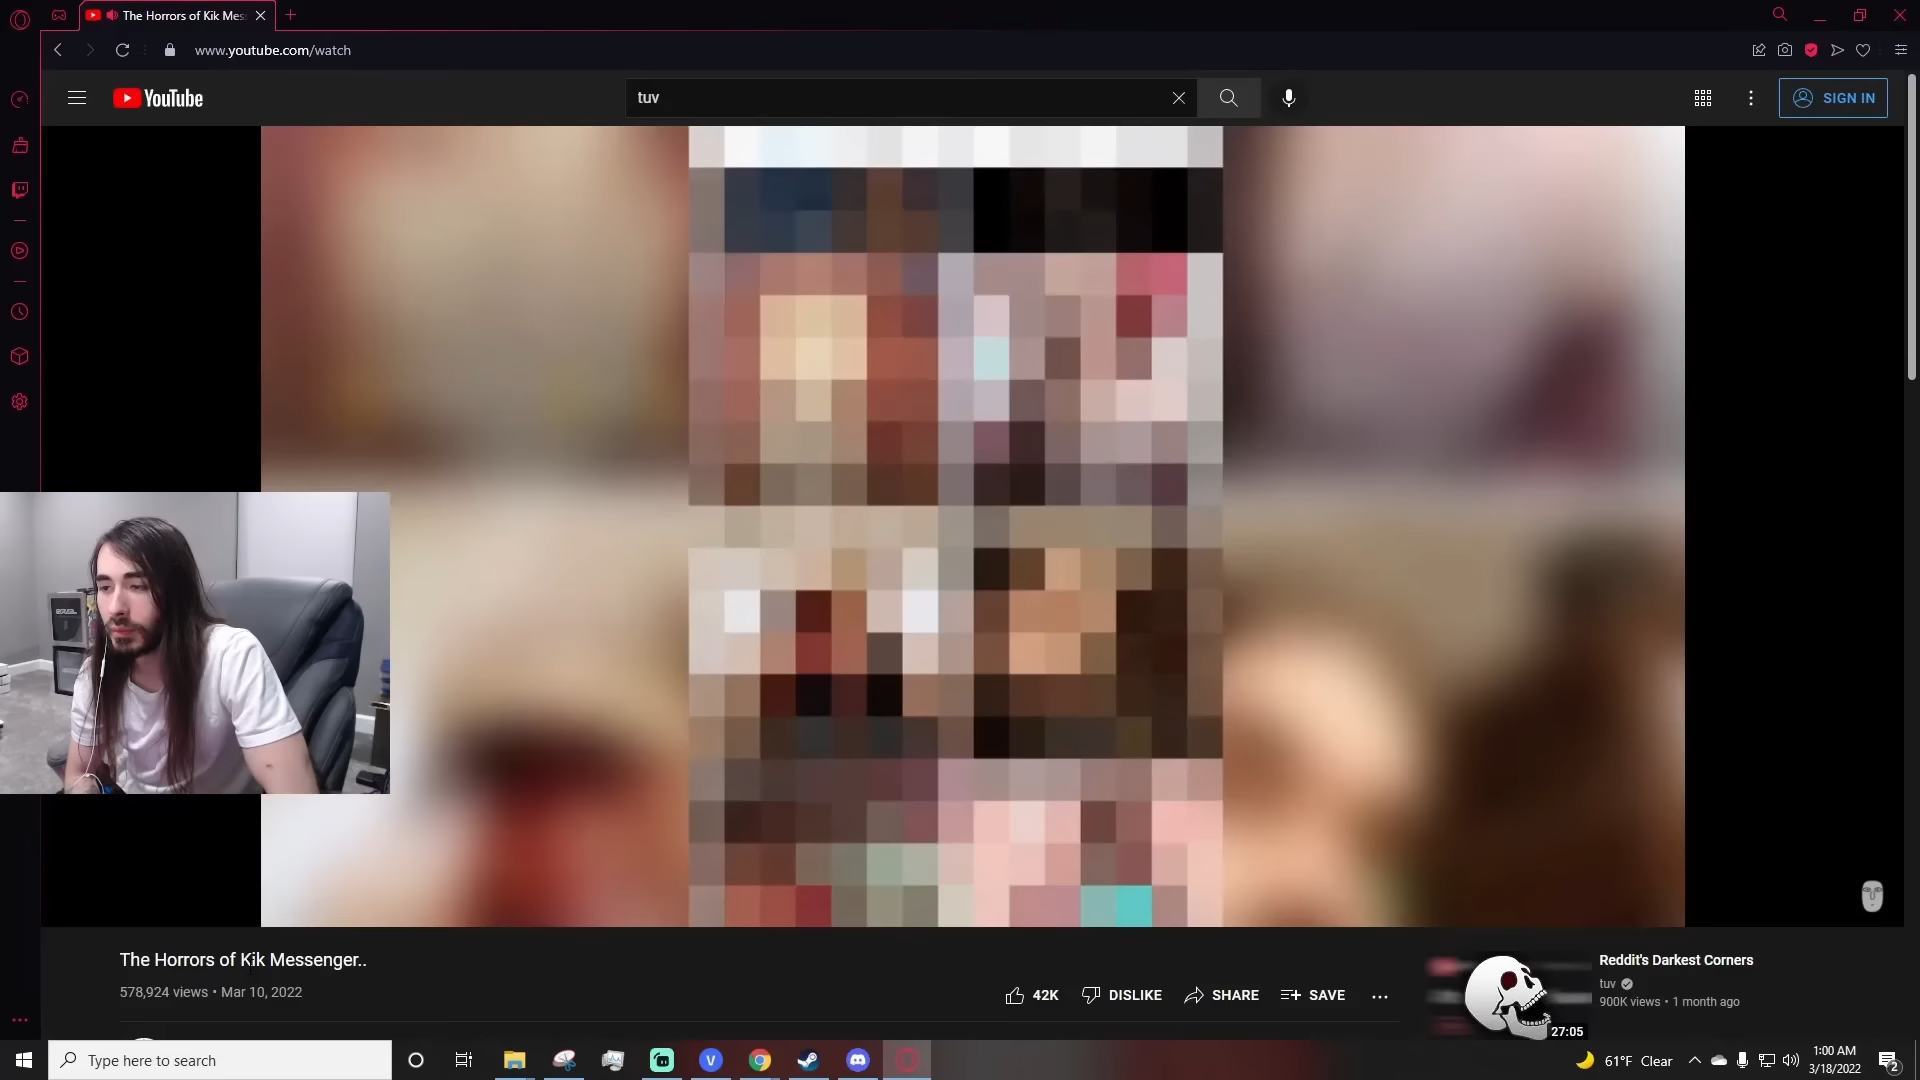 The Horrors of Kik Mes
www.youtube.com/watch
YouTube
tuv
SIGN IN
The Horrors of Kik Messenger..
578,924 views • Mar 10, 2022
42K
DISLIKE
SHARE
SAVE
Reddit's Darkest Corners
tuv
900K views • 1 month ago
27:05
Type here to search
61°F Clear
1:00 AM
3/18/2022
2